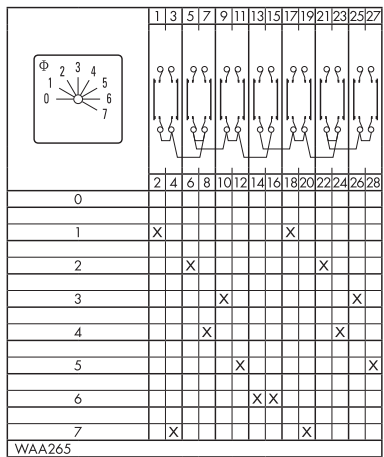 1 3 5 7 9 11 13 15 17 19 21 23 25 27
Φ
2 3 4
1 5
0 6
7
2 4 6 8 10 12 14 16 18 20 22 24 26 28
0
1 X X
2 X X
3 X X
4 X X
5 X X
6 X X
7 X X
WAA265